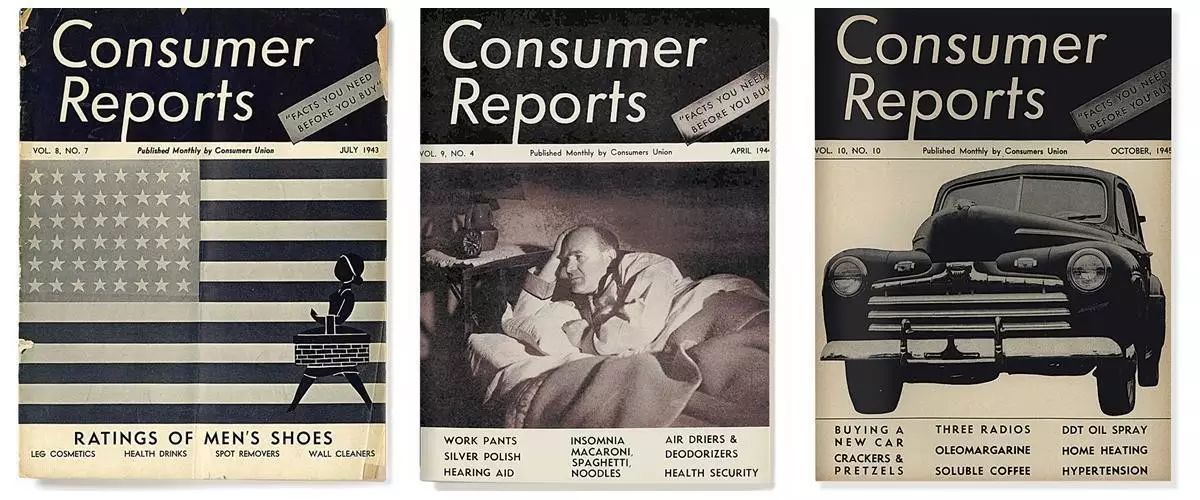 Consumer
Reports
"FACTS YOU NEED
BEFORE YOU BUY"
VOL. 8, NO. 7 Published Monthly by Consumers Union JULY 1943
RATINGS OF MEN'S SHOES
LEG COSMETICS HEALTH DRINKS SPOT REMOVERS WALL CLEANERS
Consumer
Reports
"FACTS YOU NEED
BEFORE YOU BUY"
VOL. 9, NO. 4 Published Monthly by Consumers Union APRIL 194
WORK PANTS
SILVER POLISH
HEARING AID
INSOMNIA
MACARONI,
SPAGHETTI,
NOODLES
AIR DRIERS &
DEODORIZERS
HEALTH SECURITY
Consumer
Reports
"FACTS YOU NEED
BEFORE YOU BUY
VOL. 10, NO. 10 Published Monthly by Consumers Union OCTOBER, 1945
BUYING A
NEW CAR
CRACKERS &
PRETZELS
THREE RADIOS
OLEOMARGARINE
SOLUBLE COFFEE
DDT OIL SPRAY
HOME HEATING
HYPERTENSION